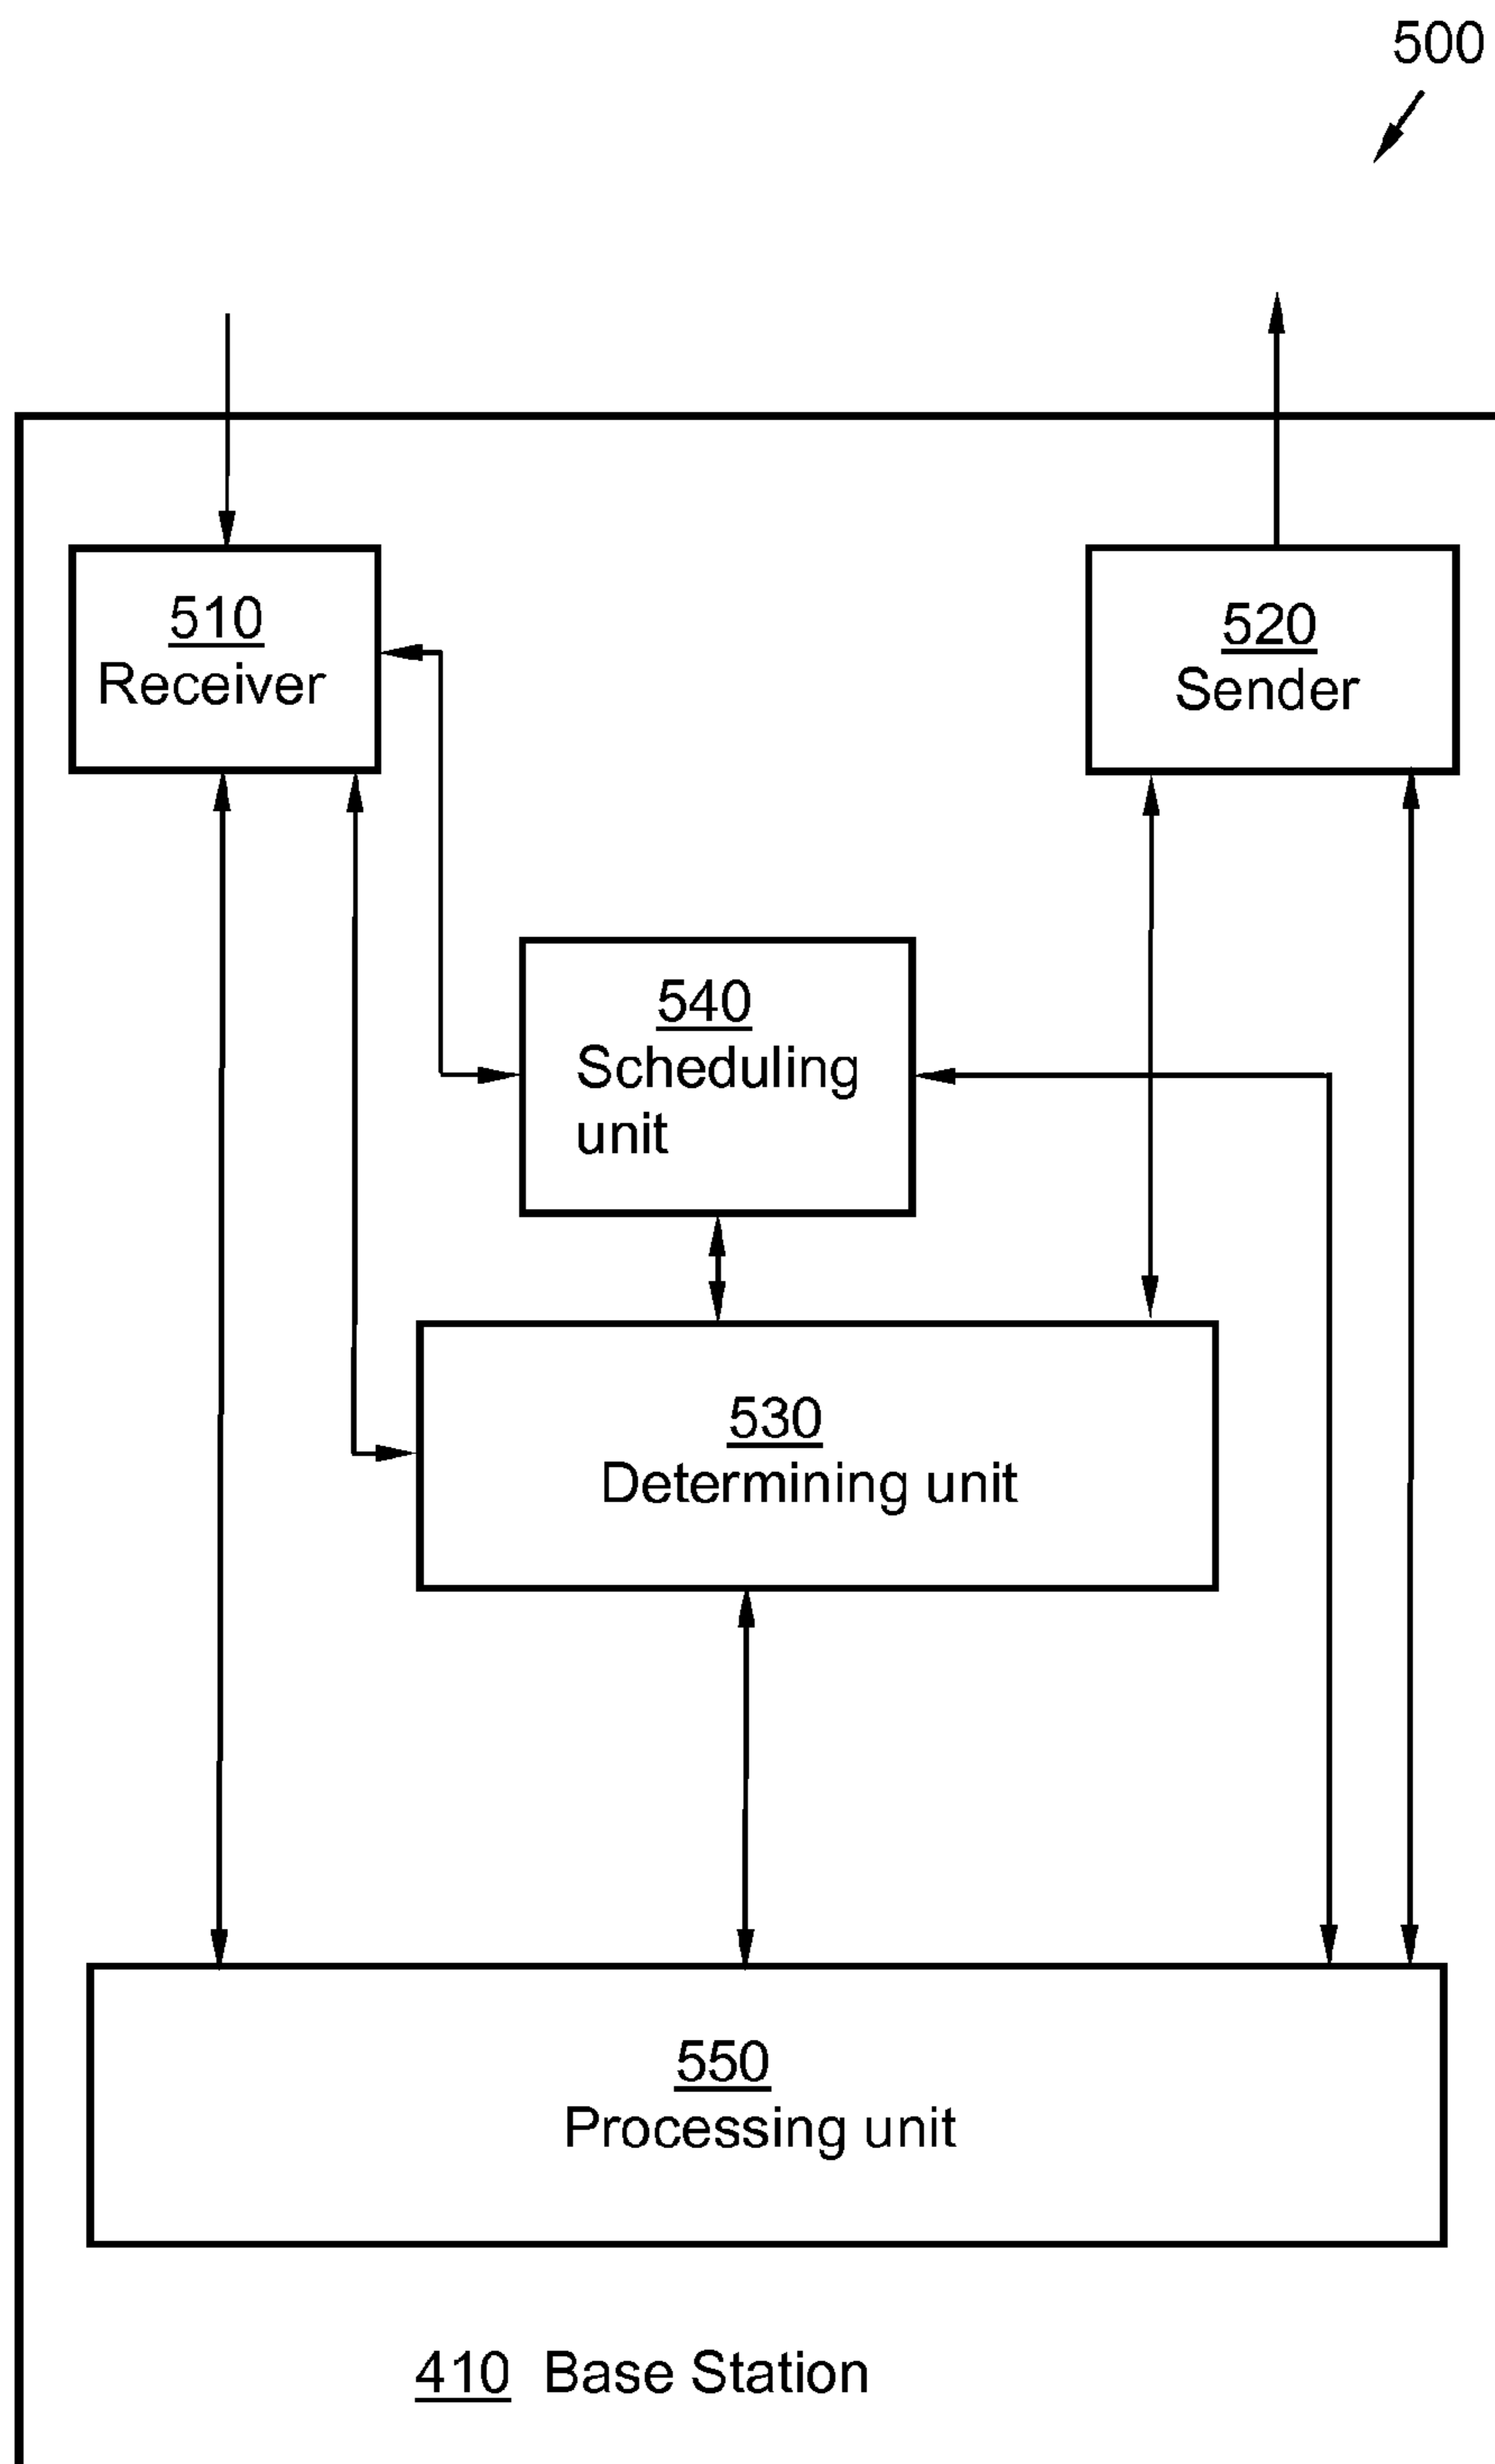 500
510
Receiver
520
Sender
540
Scheduling
unit
530
Determining unit
550
Processing unit
410 Base Station